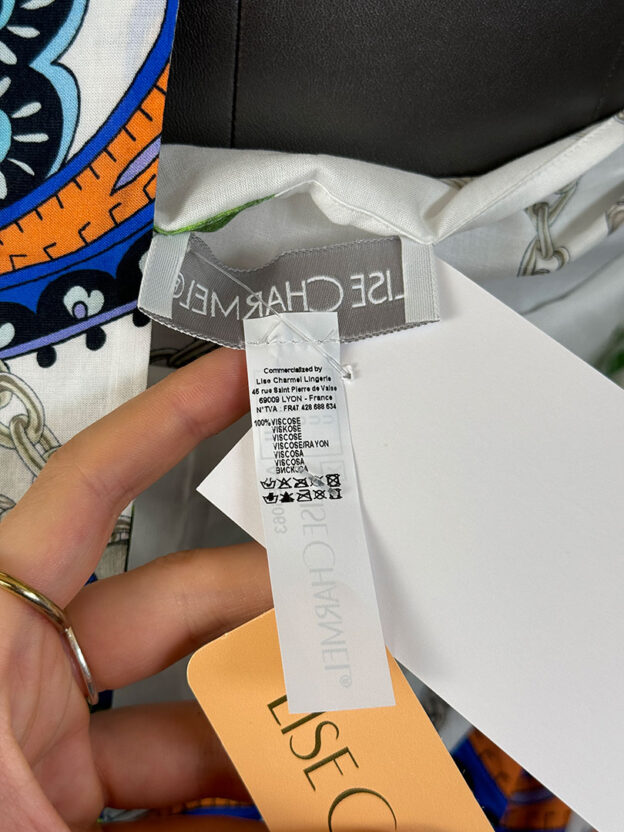 LISE CHARMEL®
Commercialized by
Lise Charmel Lingerie
45 rue Saint Pierre de Vaise
69009 LYON - France
N°TVA : FR47 428 688 634
100%VISCOSE
VISKOSE
VISCOSE
VISCOSE/RAYON
VISCOSA
VISCOSA
ВИСКОЗА
LISE CHARMEL®
LISE C